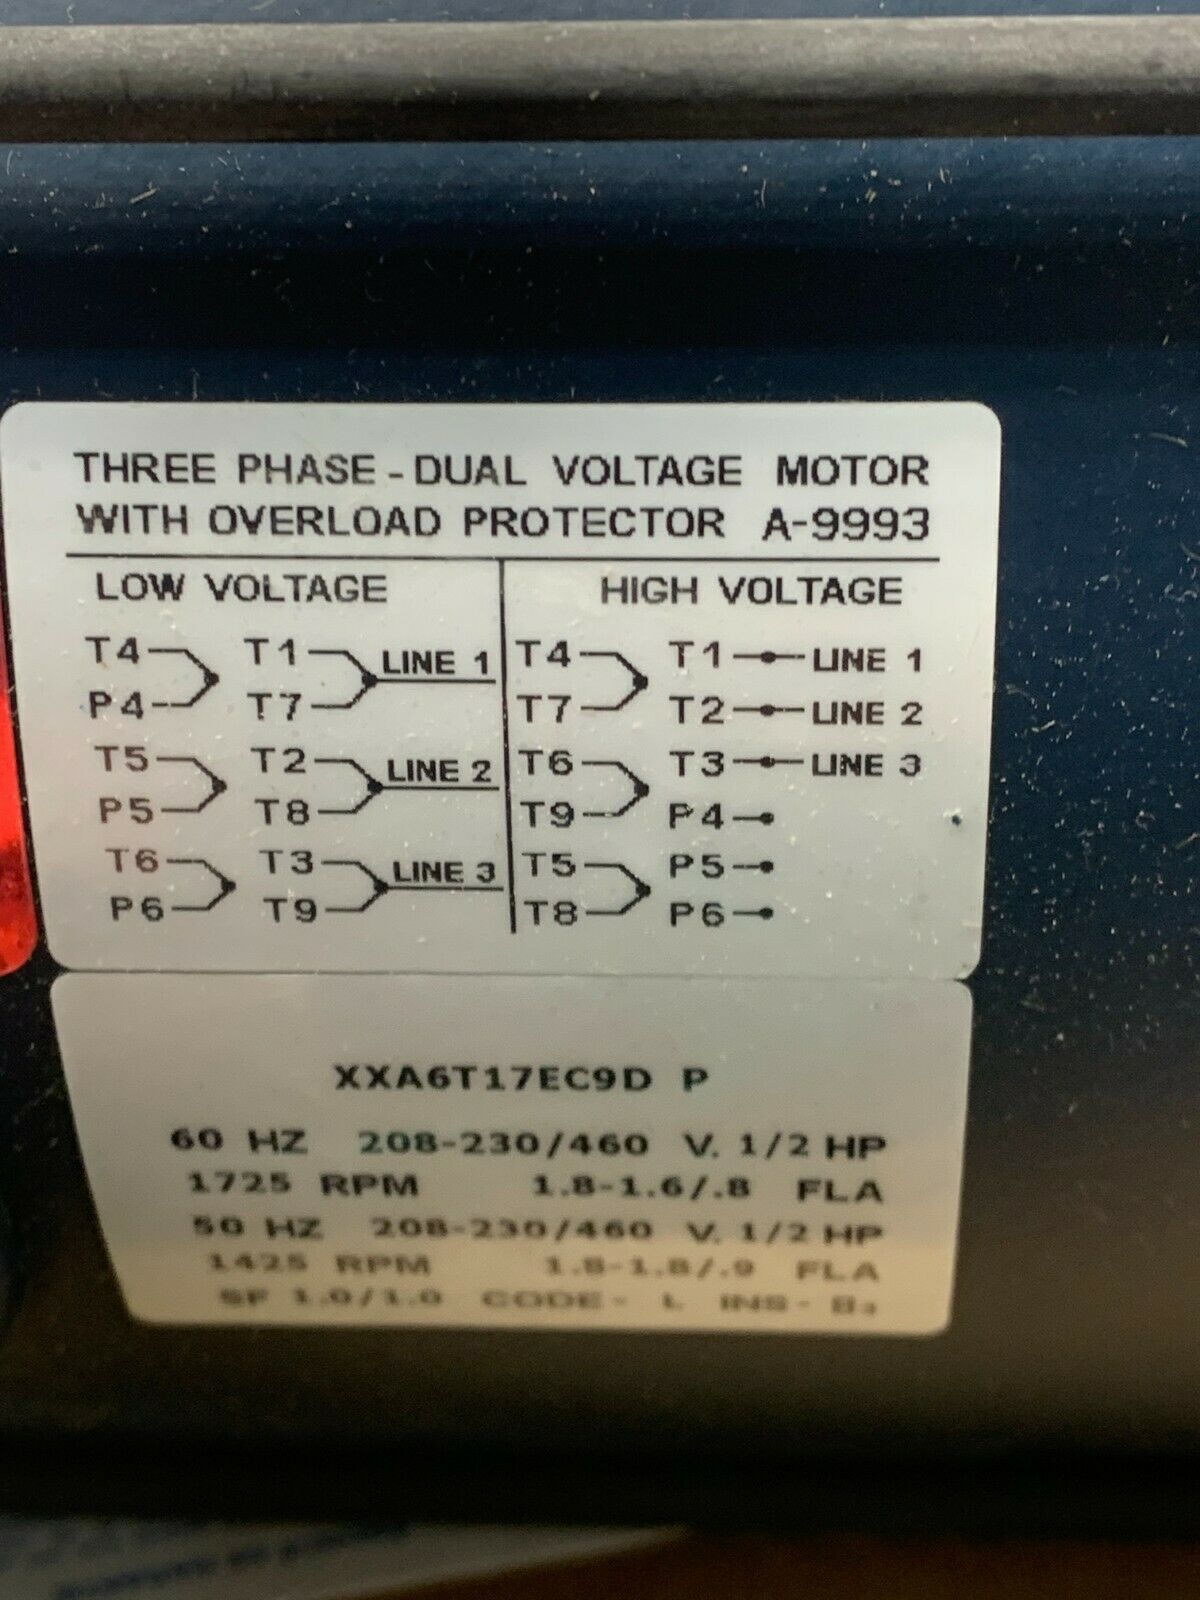 THREE PHASE - DUAL VOLTAGE MOTOR
WITH OVERLOAD PROTECTOR A-9993
LOW VOLTAGE
T4 T1 LINE 1
P4 T7
T5 T2 LINE 2
P5 T8
T6 T3 LINE 3
P6 T9
HIGH VOLTAGE
T4 T1 LINE 1
T7 T2 LINE 2
T6 T3 LINE 3
T9 P4
T5 P5
T8 P6
XXA6T17EC9D P
60 HZ 208-230/460 V. 1/2 HP
1725 RPM 1.8-1.6/.8 FLA
50 HZ 208-230/460 V. 1/2 HP
1425 RPM 1.8-1.8/.9 FLA
SF 1.0/1.0 CODE- L INS-